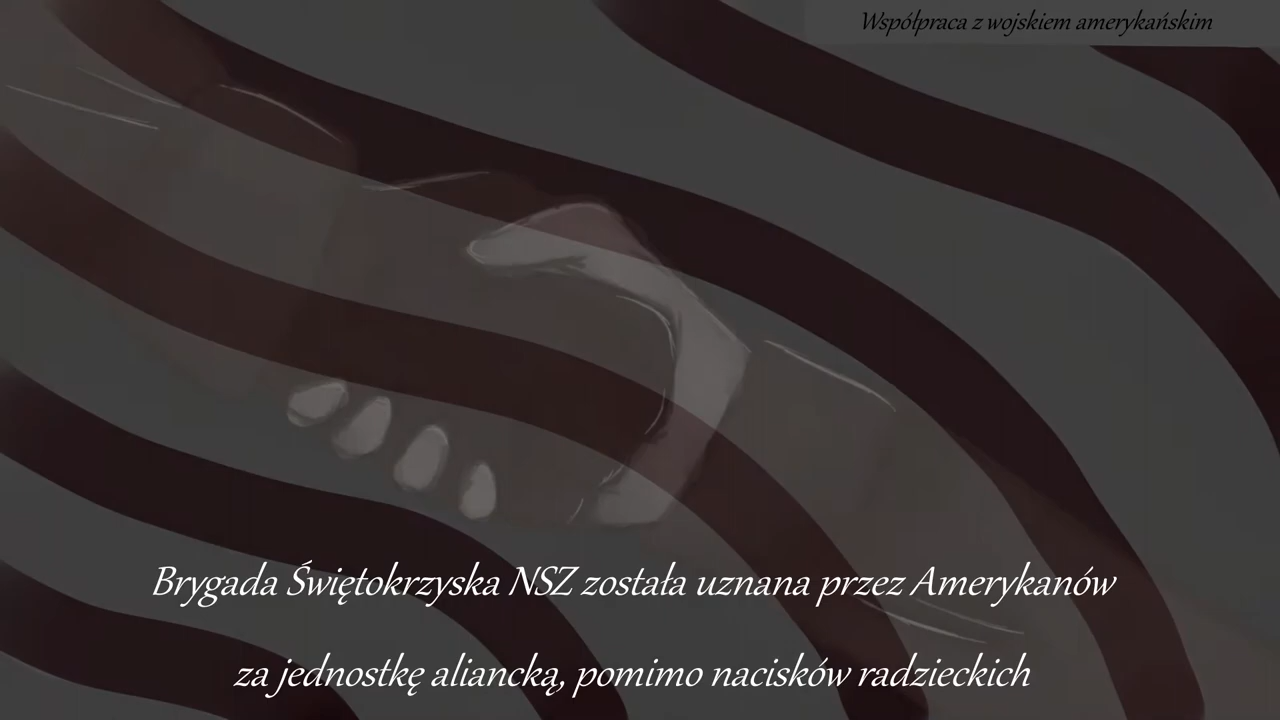 Współpraca z wojskiem amerykańskim
Brygada Świętokrzyska NSZ została uznana przez Amerykanów
za jednostkę aliancką, pomimo nacisków radzieckich